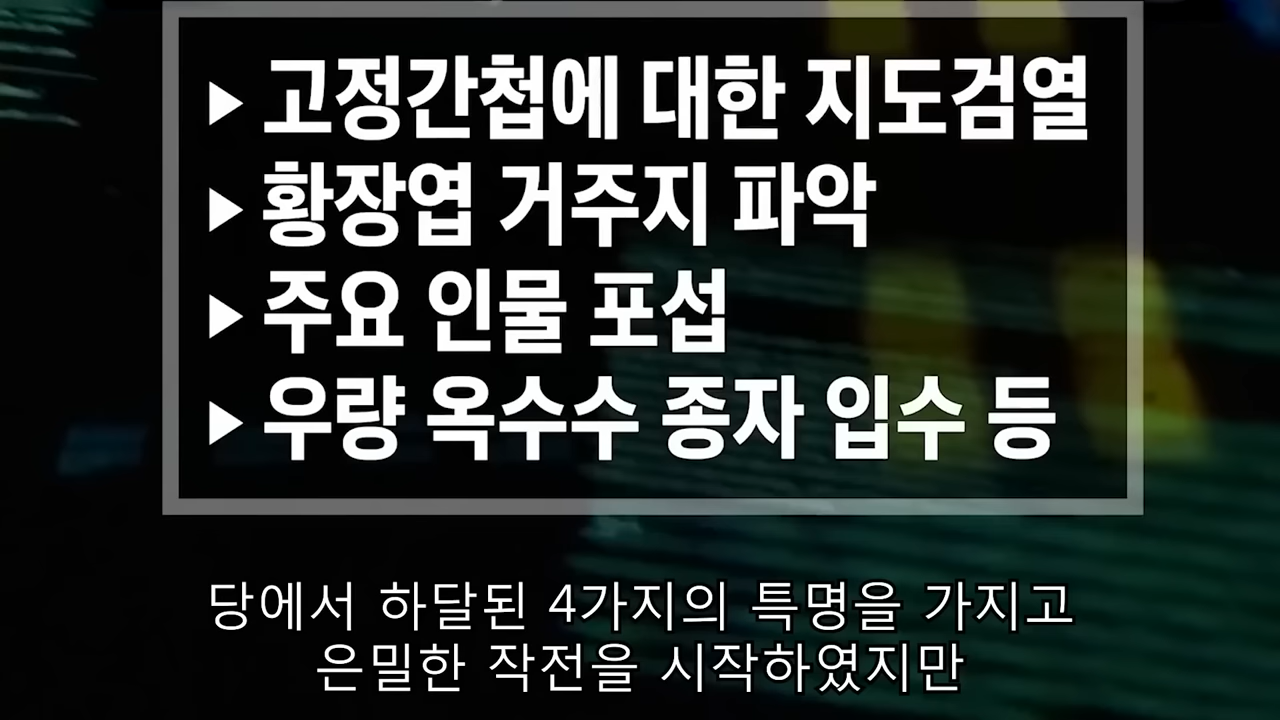 ▶ 고정간첩에 대한 지도검열
▶ 황장엽 거주지 파악
▶ 주요 인물 포섭
▶ 우량 옥수수 종자 입수 등
당에서 하달된 4가지의 특명을 가지고
은밀한 작전을 시작하였지만